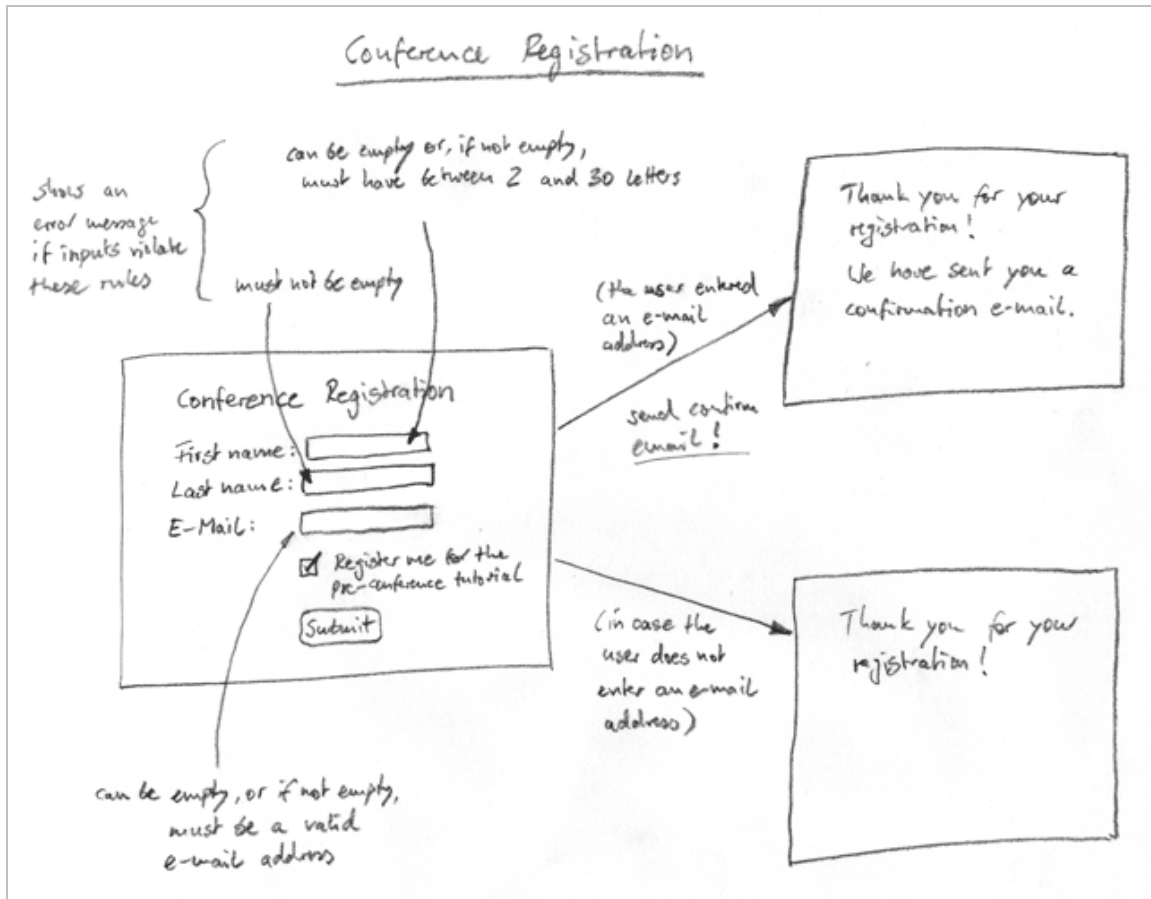 Conference Registration
can be empty or, if not empty,
must have between 2 and 30 letters
shows an
error message
if inputs violate
these rules
must not be empty
Conference Registration
First name:
Last name:
E-Mail:
Register me for the
pre-conference tutorial
Submit
can be empty, or if not empty,
must be a valid
e-mail address
(the user entered
an e-mail
address)
send confirm
email!
Thank you for your
registration!
We have sent you a
confirmation e-mail.
(in case the
user does not
enter an e-mail
address)
Thank you for your
registration!